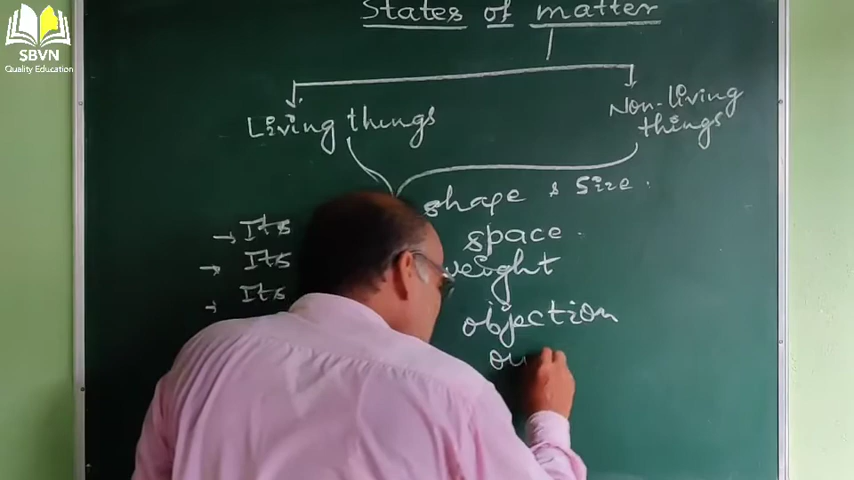 SBVN
Quality Education
States of matter
Living things
Non-living
things
shape & size.
→ Its space.
→ Its weight
→ Its objection
ou